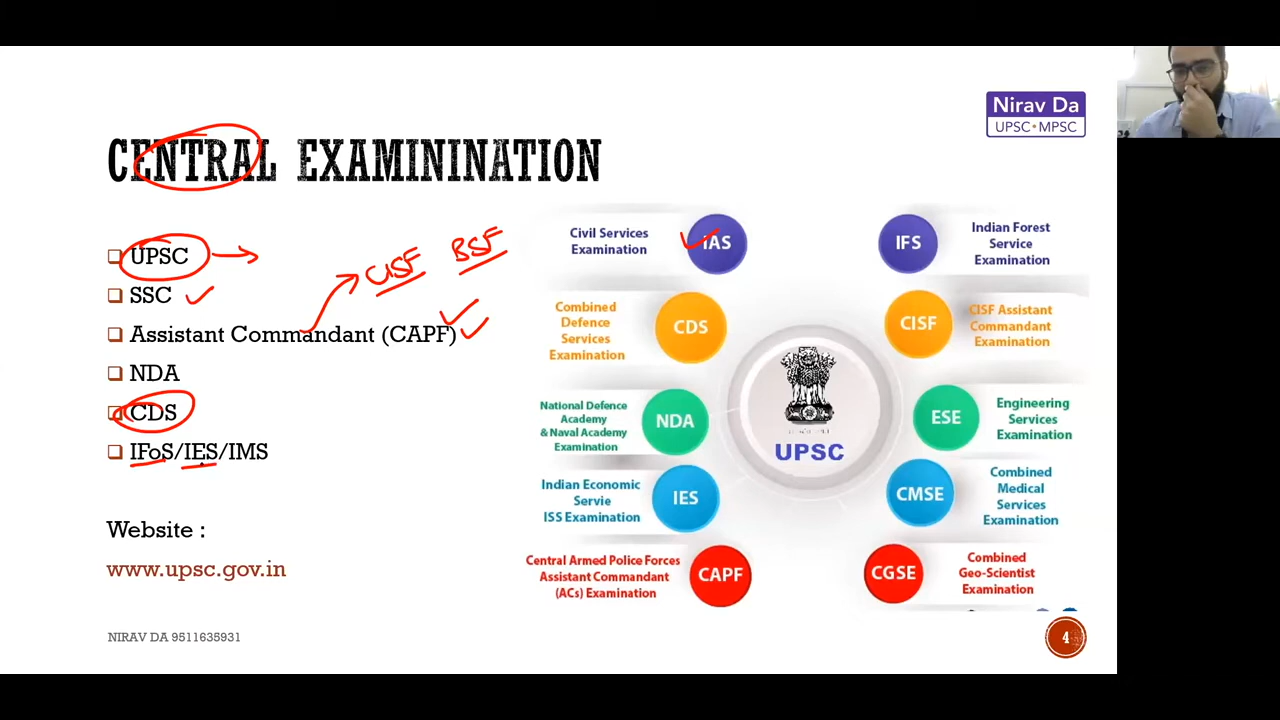 Nirav Da
UPSC•MPSC
CENTRAL EXAMININATION
UPSC
SSC
Assistant Commandant (CAPF)
NDA
CDS
IFoS/IES/IMS
CISF
BSF
Website :
www.upsc.gov.in
Civil Services
Examination
IAS
Combined
Defence
Services
Examination
CDS
National Defence
Academy
& Naval Academy
Examination
NDA
Indian Economic
Servie
ISS Examination
IES
Central Armed Police Forces
Assistant Commandant
(ACs) Examination
CAPF
UPSC
IFS
Indian Forest
Service
Examination
CISF
CISF Assistant
Commandant
Examination
ESE
Engineering
Services
Examination
CMSE
Combined
Medical
Services
Examination
CGSE
Combined
Geo-Scientist
Examination
NIRAV DA 9511635931
4